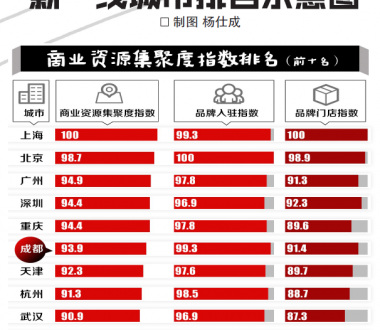 新一线城市排名示意图
□ 制图 杨仕成
商业资源集聚度指数排名（前十名）
城市 商业资源集聚度指数 品牌入驻指数 品牌门店指数
上海 100 99.3 100
北京 98.7 100 98.9
广州 94.9 97.8 91.3
深圳 94.4 96.9 92.3
重庆 94.4 97.8 89.6
成都 93.9 99.3 91.4
天津 92.3 97.6 89.7
杭州 91.3 98.5 88.7
武汉 90.9 96.9 87.3